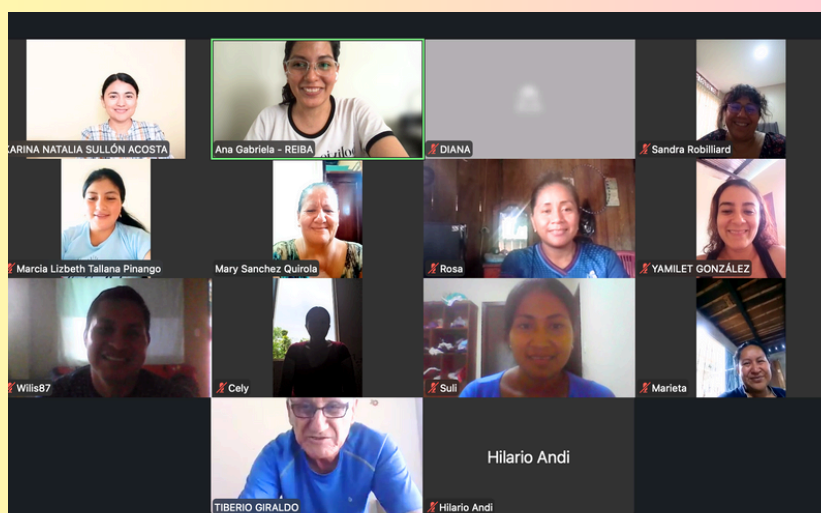 KARINA NATALIA SULLÓN ACOSTA
Ana Gabriela - REIBA
DIANA
Sandra Robilliard
Marcia Lizbeth Tallana Pinango
Mary Sanchez Quirola
Rosa
YAMILET GONZÁLEZ
Wilis87
Cely
Suli
Marieta
TIBERIO GIRALDO
Hilario Andi
Hilario Andi